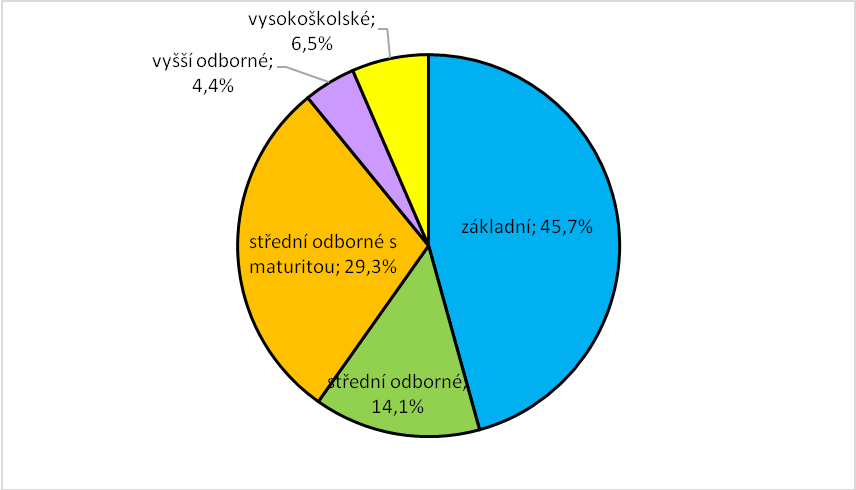 vysokoškolské;
6,5%
vyšší odborné;
4,4%
základní; 45,7%
střední odborné s
maturitou; 29,3%
střední odborné;
14,1%